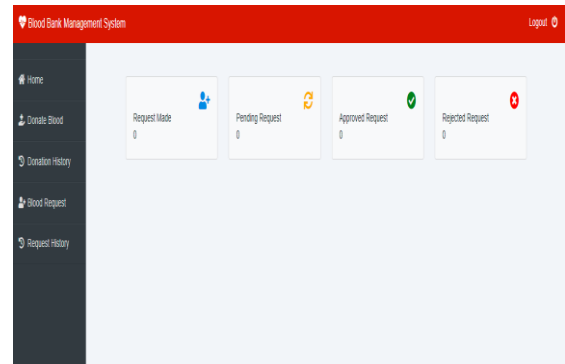 Blood Bank Management System
Logout
Home
Donate Blood
Donation History
Blood Request
Request History
Request Made
0
Pending Request
0
Approved Request
0
Rejected Request
0